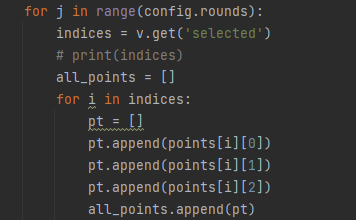 for j in range(config.rounds):
    indices = v.get('selected')
    # print(indices)
    all_points = []
    for i in indices:
        pt = []
        pt.append(points[i][0])
        pt.append(points[i][1])
        pt.append(points[i][2])
        all_points.append(pt)